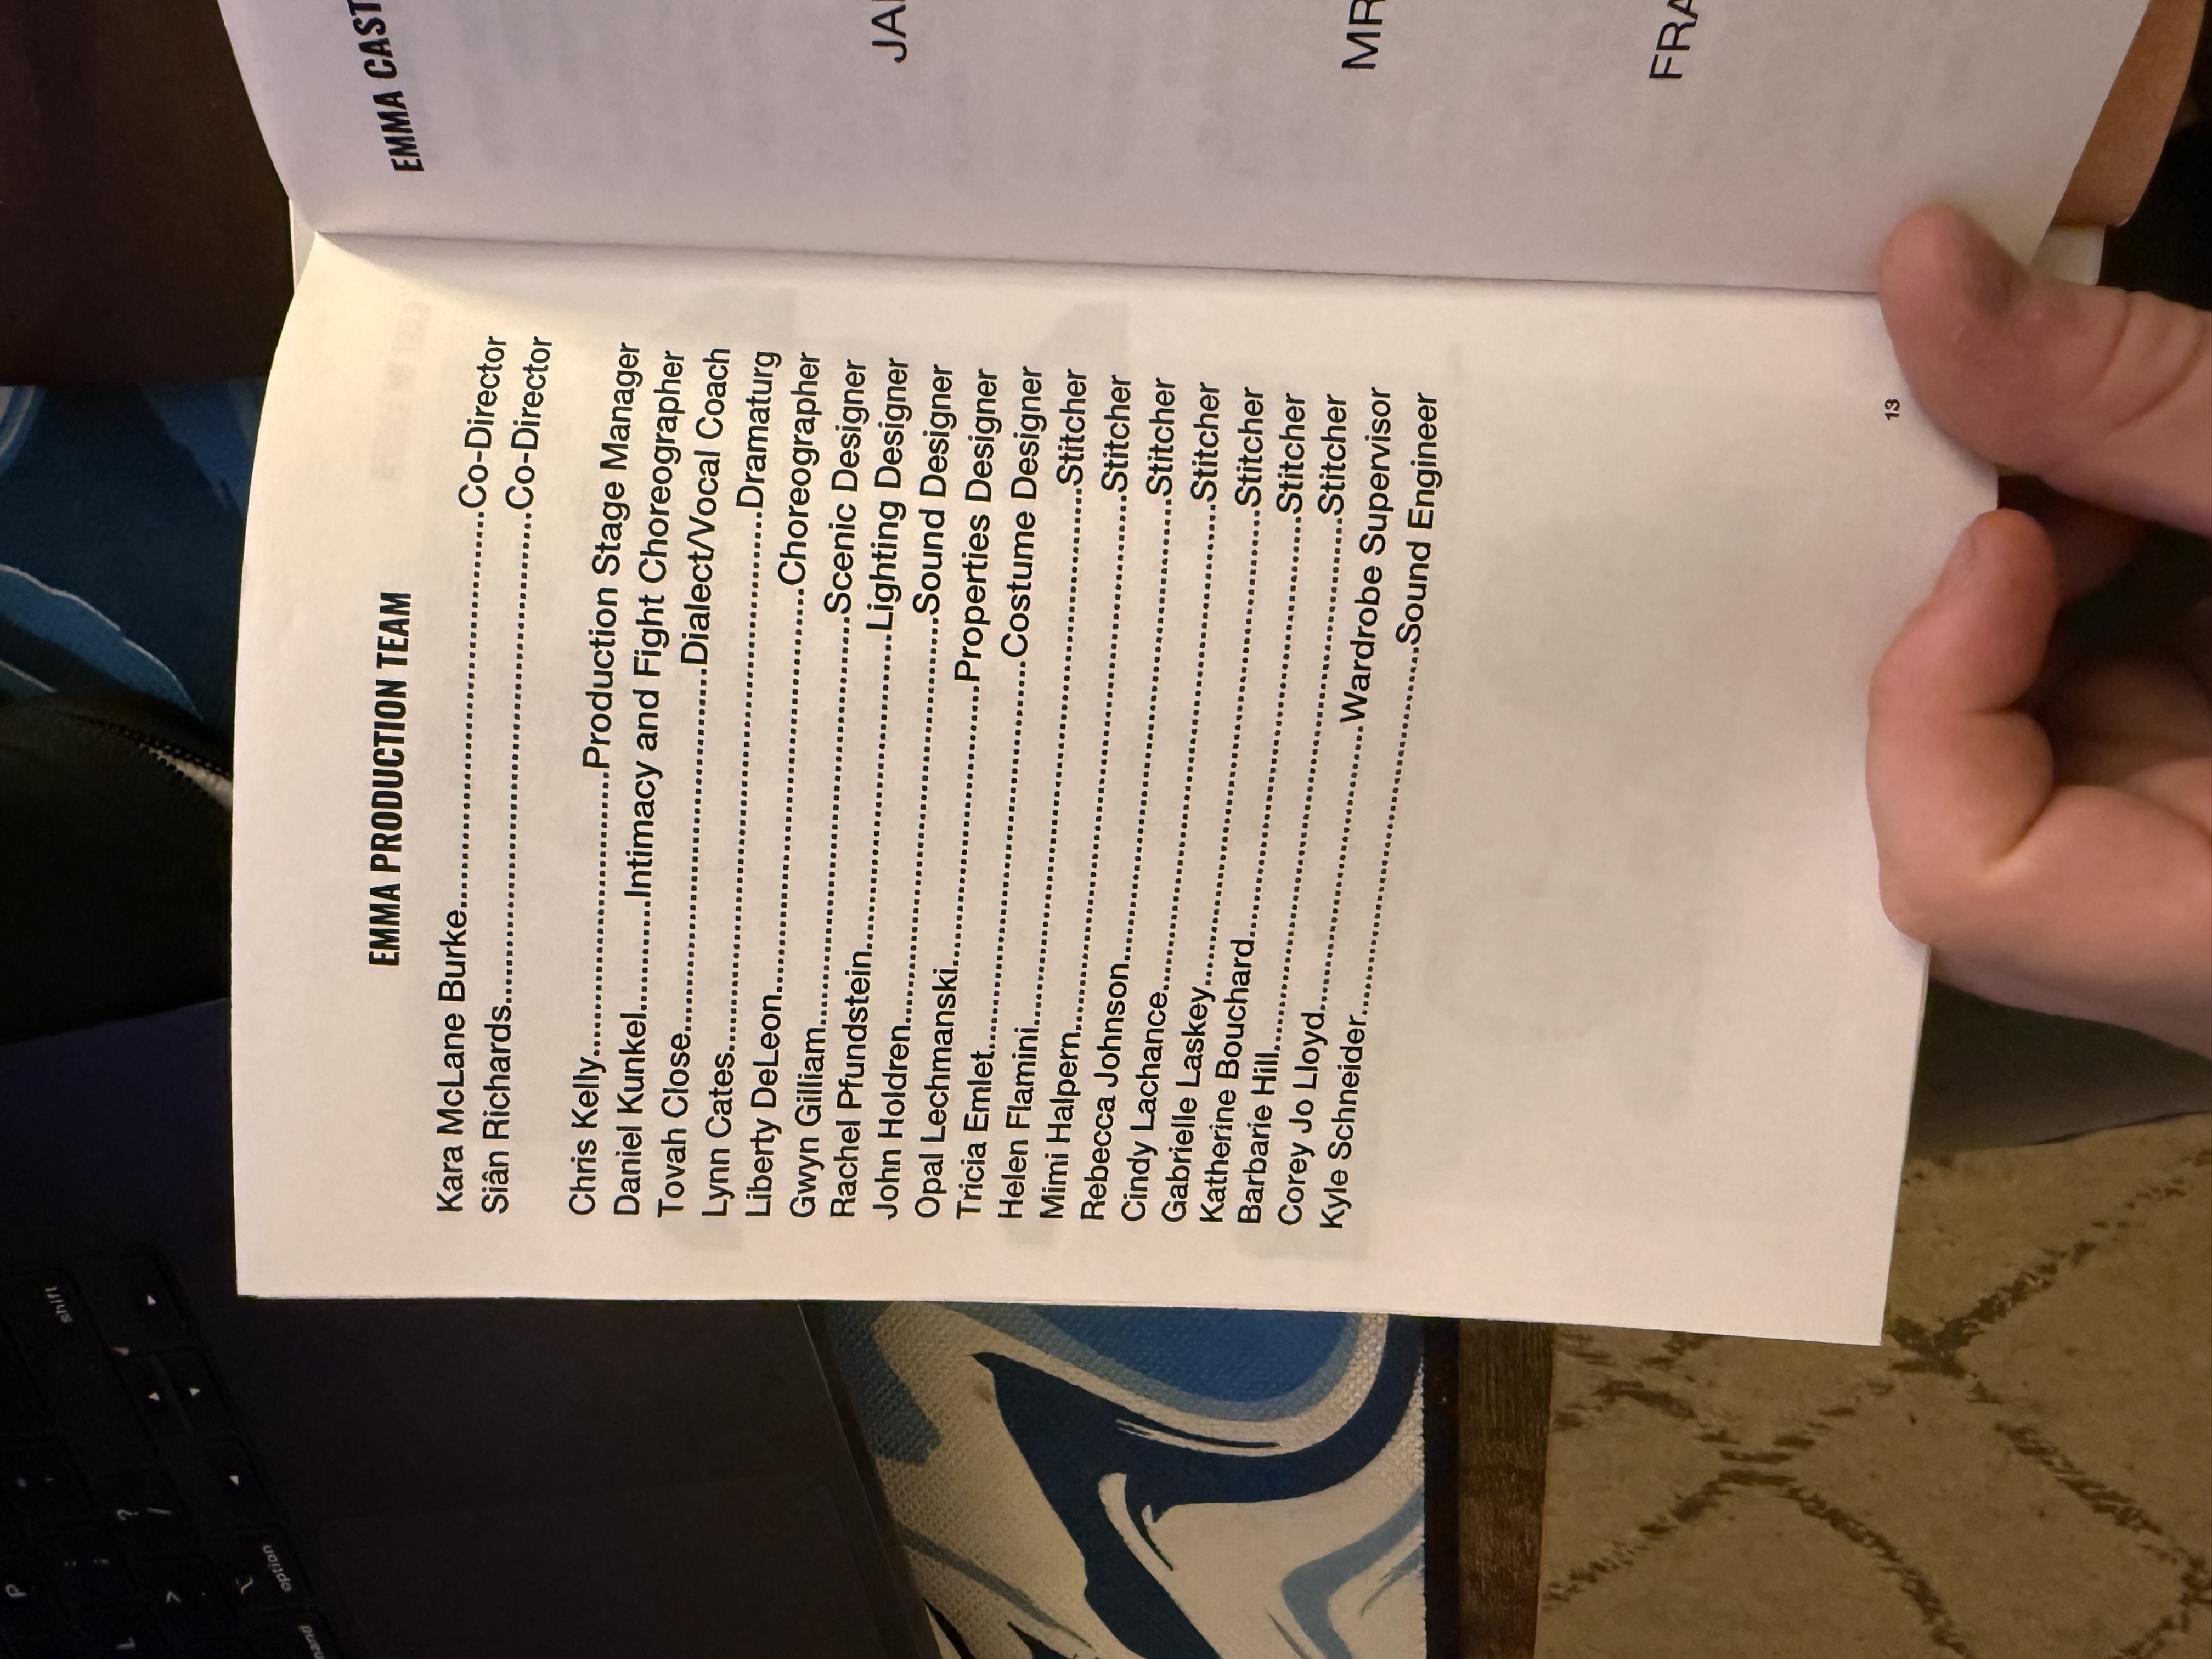 P
L
:
;
?
/
>
shift
⌥
option
EMMA PRODUCTION TEAM
Kara McLane Burke..........................................Co-Director
Siân Richards....................................................Co-Director
Chris Kelly..............................Production Stage Manager
Daniel Kunkel............Intimacy and Fight Choreographer
Tovah Close.......................................Dialect/Vocal Coach
Lynn Cates.........................................................Dramaturg
Liberty DeLeon...........................................Choreographer
Gwyn Gilliam...........................................Scenic Designer
Rachel Pfundstein.................................Lighting Designer
John Holdren...........................................Sound Designer
Opal Lechmanski..............................Properties Designer
Tricia Emlet.........................................Costume Designer
Helen Flamini.........................................................Stitcher
Mimi Halpern.........................................................Stitcher
Rebecca Johnson.................................................Stitcher
Cindy Lachance....................................................Stitcher
Gabrielle Laskey...................................................Stitcher
Katherine Bouchard.............................................Stitcher
Barbarie Hill.........................................................Stitcher
Corey Jo Lloyd..............................Wardrobe Supervisor
Kyle Schneider.......................................Sound Engineer
13
EMMA CAST
MR